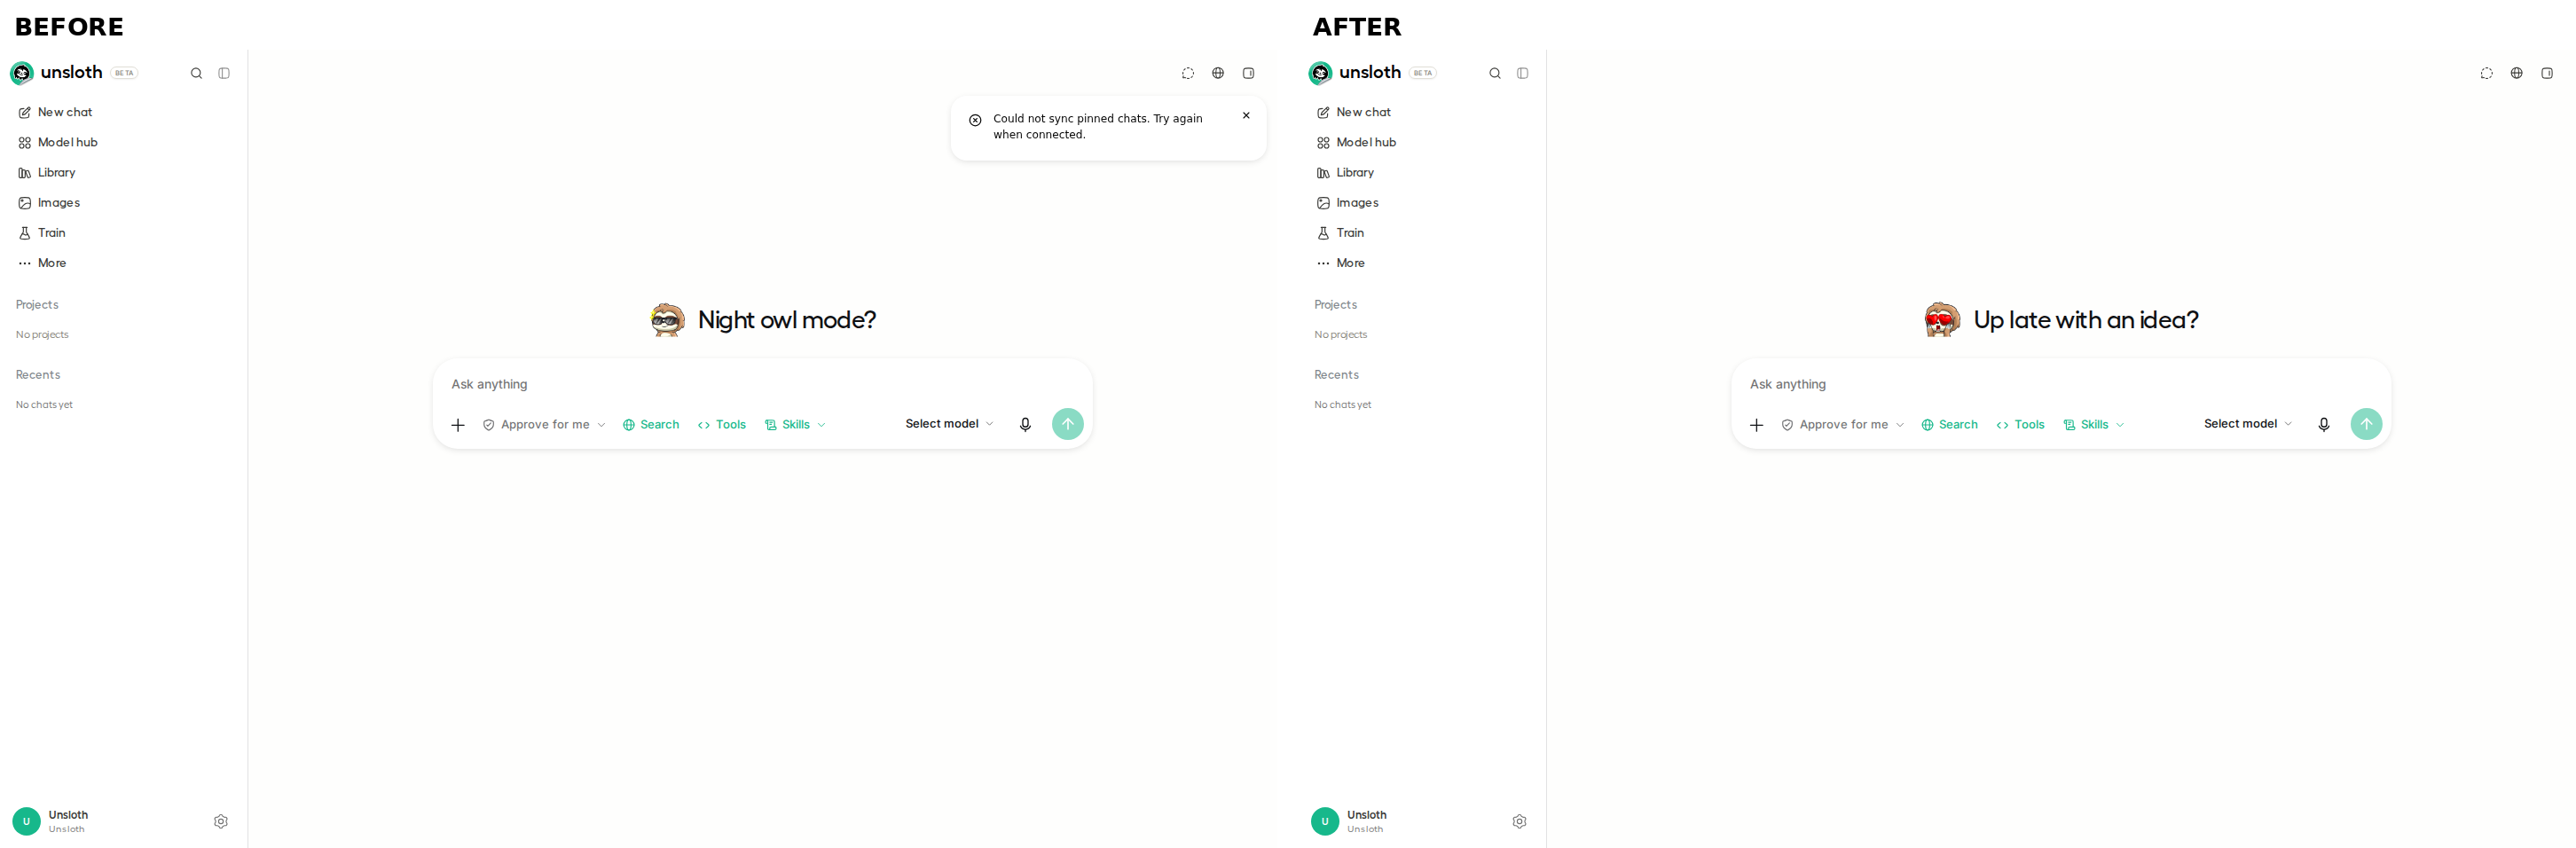 BEFORE
unsloth BETA
New chat
Model hub
Library
Images
Train
More
Projects
No projects
Recents
No chats yet
Could not sync pinned chats. Try again
when connected.
Night owl mode?
Ask anything
Approve for me Search Tools Skills Select model
U
Unsloth
Unsloth
AFTER
unsloth BETA
New chat
Model hub
Library
Images
Train
More
Projects
No projects
Recents
No chats yet
Up late with an idea?
Ask anything
Approve for me Search Tools Skills Select model
U
Unsloth
Unsloth